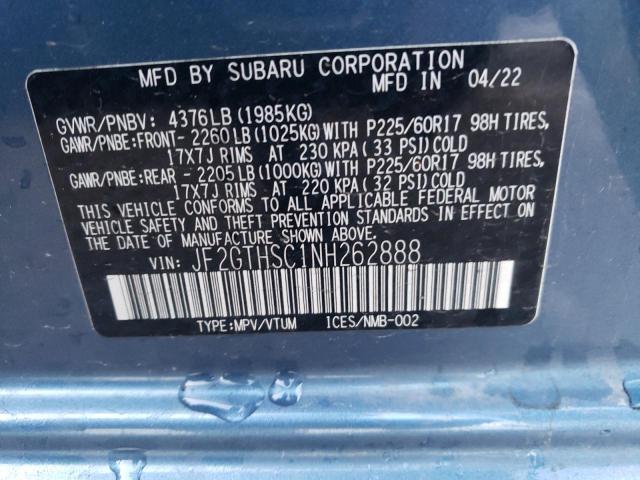 MFD BY SUBARU CORPORATION
MFD IN 04/22
GVWR/PNBV: 4376LB (1985KG)
GAWR/PNBE:FRONT- 2260LB (1025KG) WITH P225/60R17 98H TIRES,
17X7J RIMS AT 230 KPA (33 PSI) COLD
GAWR/PNBE:REAR - 2205LB (1000KG) WITH P225/60R17 98H TIRES,
17X7J RIMS AT 220 KPA (32 PSI) COLD
THIS VEHICLE CONFORMS TO ALL APPLICABLE FEDERAL MOTOR
VEHICLE SAFETY AND THEFT PREVENTION STANDARDS IN EFFECT ON
THE DATE OF MANUFACTURE SHOWN ABOVE.
VIN: JF2GTHSC1NH262888
TYPE:MPV/VTUM ICES/NMB-002